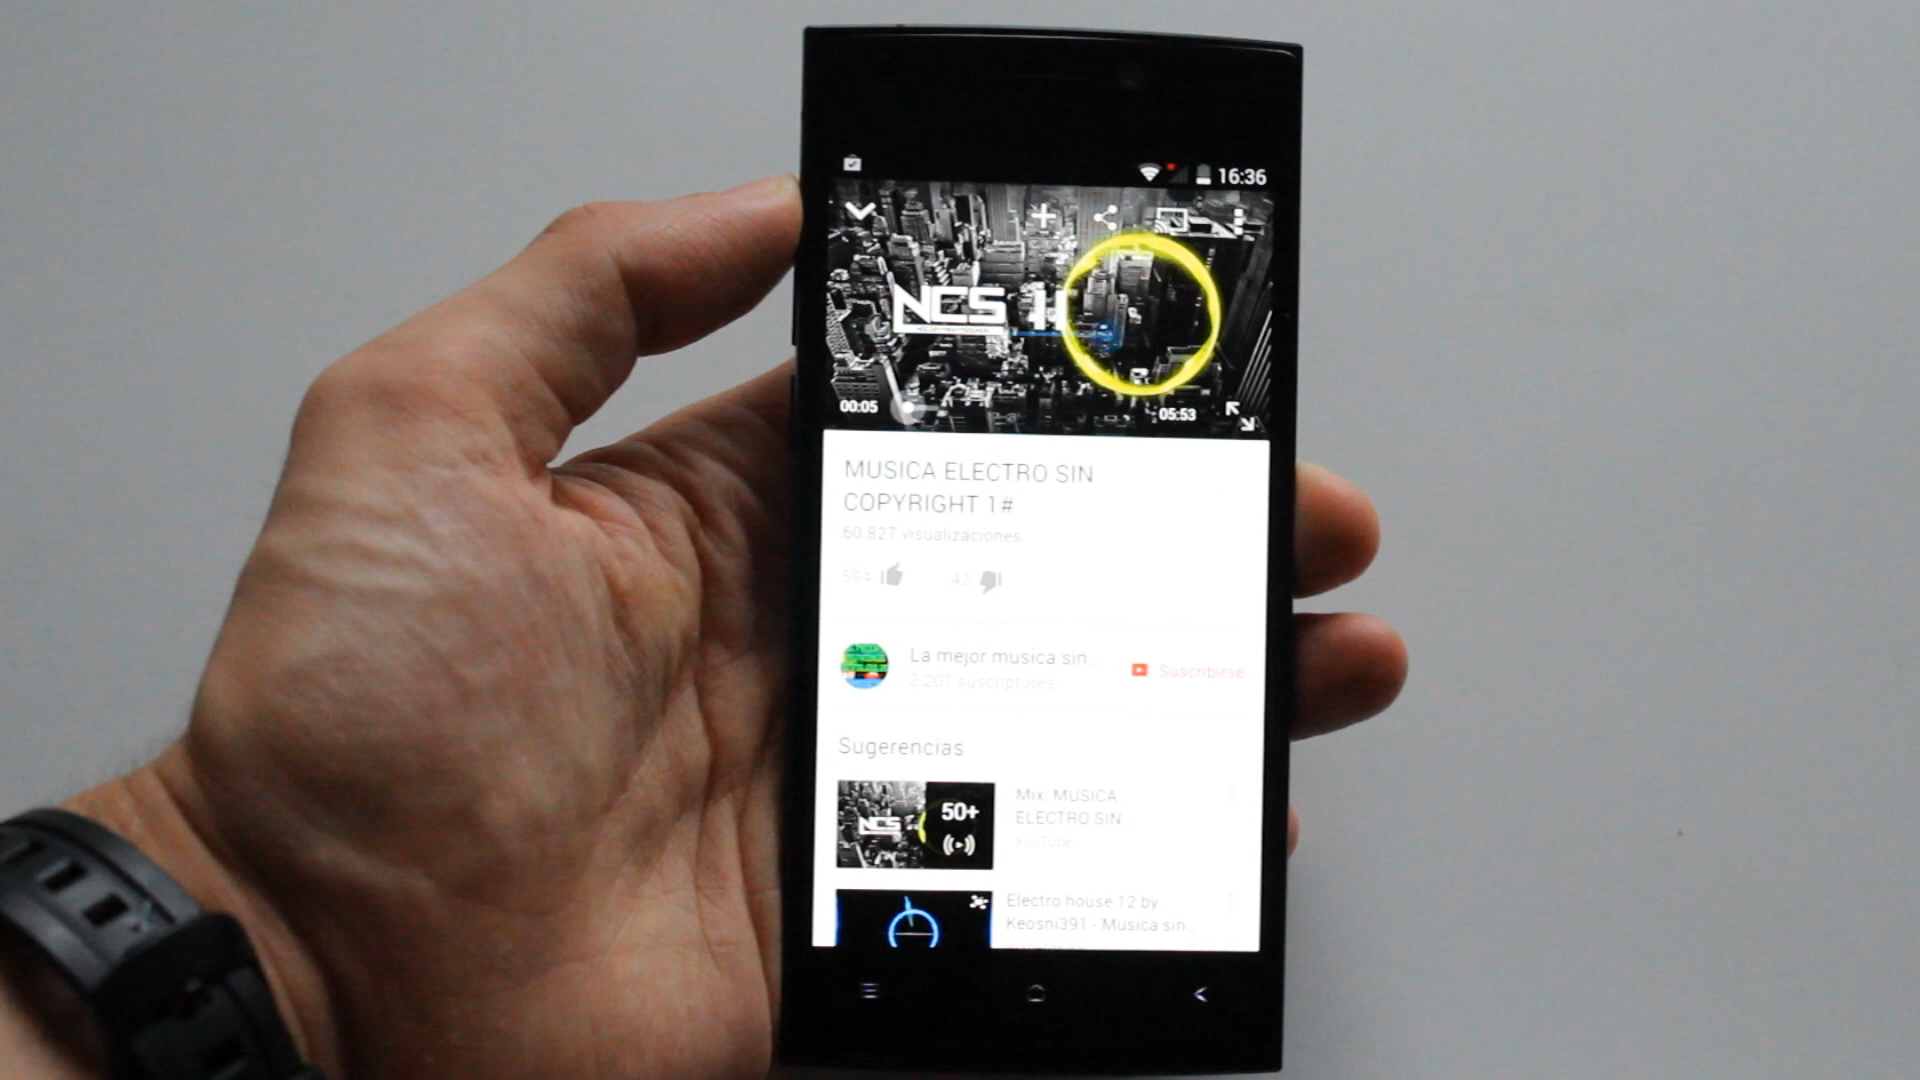 16:36
NCS
00:05
05:53
MUSICA ELECTRO SIN
COPYRIGHT 1#
60.827 visualizaciones
594
42
La mejor musica sin...
2.201 suscriptores
Suscribirse
Sugerencias
NCS
50+
Mix: MUSICA
ELECTRO SIN
YouTube
Electro house 12 by
Keosni391 - Musica sin...